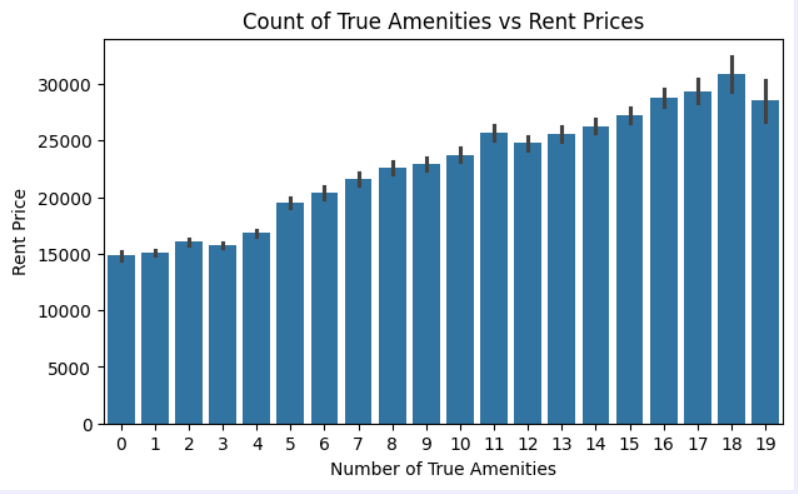 Count of True Amenities vs Rent Prices
Rent Price
30000
25000
20000
15000
10000
5000
0
0 1 2 3 4 5 6 7 8 9 10 11 12 13 14 15 16 17 18 19
Number of True Amenities